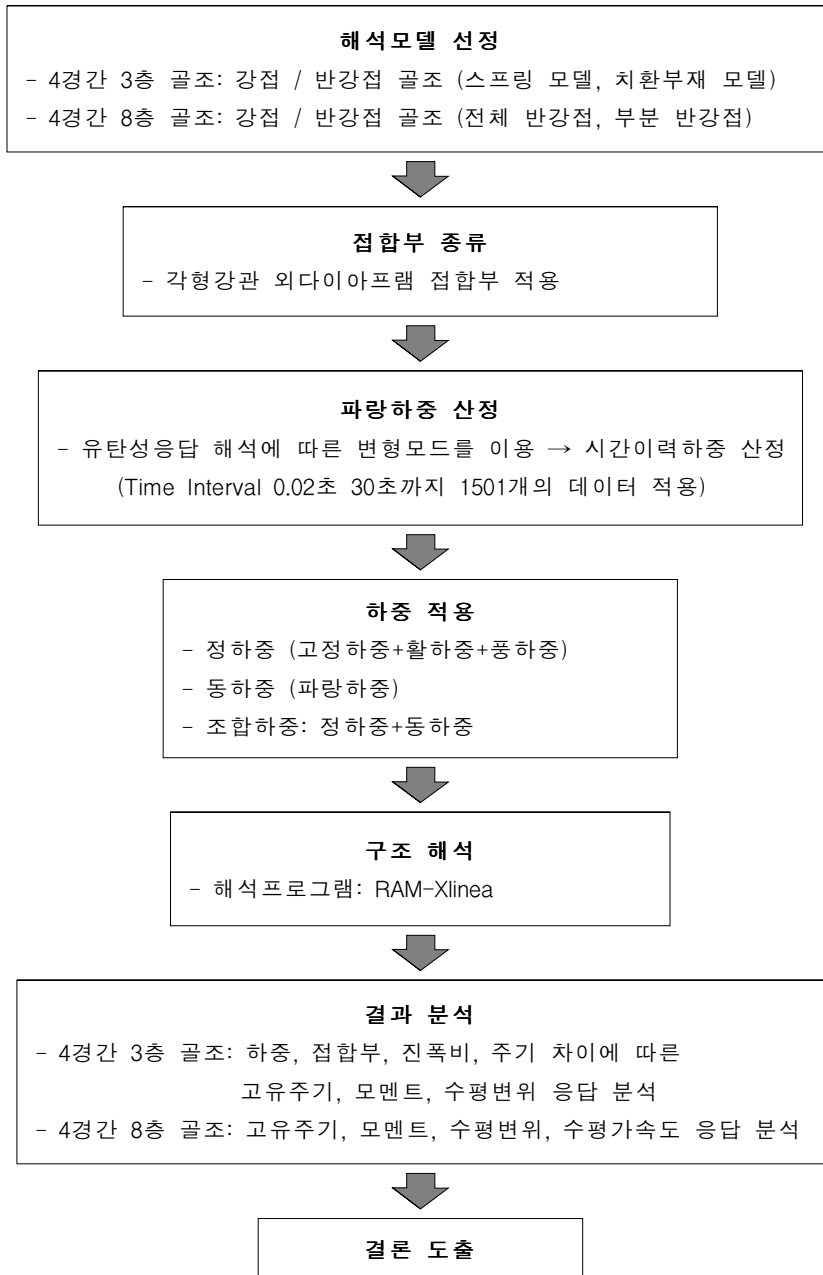 해석모델 선정
- 4경간 3층 골조: 강접 / 반강접 골조 (스프링 모델, 치환부재 모델)
- 4경간 8층 골조: 강접 / 반강접 골조 (전체 반강접, 부분 반강접)
접합부 종류
- 각형강관 외다이아프램 접합부 적용
파랑하중 산정
- 유탄성응답 해석에 따른 변형모드를 이용 → 시간이력하중 산정
(Time Interval 0.02초 30초까지 1501개의 데이터 적용)
하중 적용
- 정하중 (고정하중+활하중+풍하중)
- 동하중 (파랑하중)
- 조합하중: 정하중+동하중
구조 해석
- 해석프로그램: RAM-Xlinea
결과 분석
- 4경간 3층 골조: 하중, 접합부, 진폭비, 주기 차이에 따른
고유주기, 모멘트, 수평변위 응답 분석
- 4경간 8층 골조: 고유주기, 모멘트, 수평변위, 수평가속도 응답 분석
결론 도출